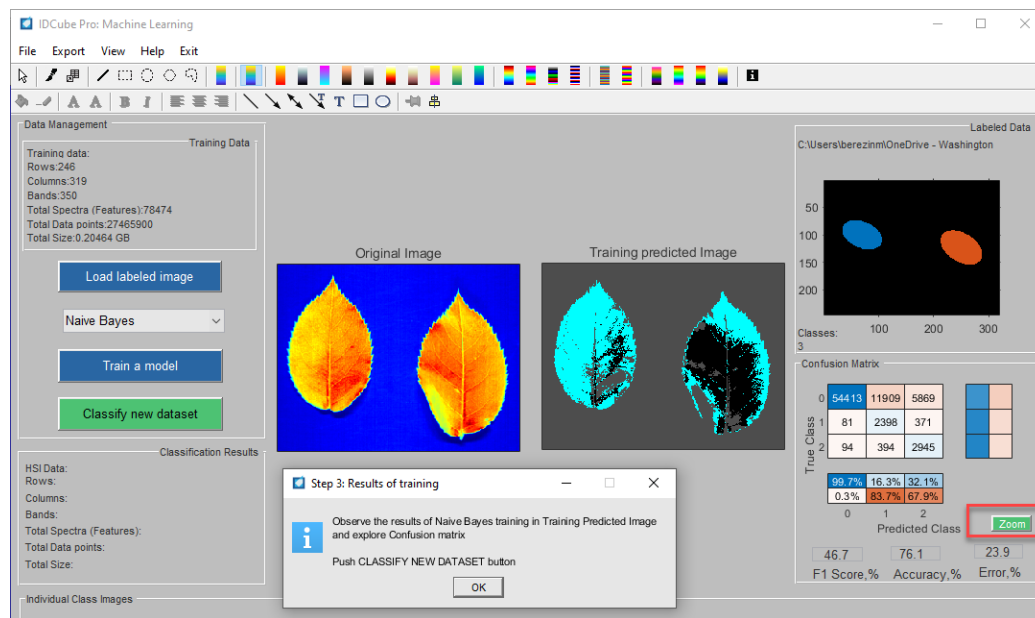 IDCube Pro: Machine Learning
File Export View Help Exit
Data Management
Training Data
Training data:
Rows:246
Columns:319
Bands:350
Total Spectra (Features):78474
Total Data points:27465900
Total Size:0.20464 GB
Load labeled image
Naive Bayes
Train a model
Classify new dataset
Classification Results
HSI Data:
Rows:
Columns:
Bands:
Total Spectra (Features):
Total Data points:
Total Size:
Individual Class Images
Original Image
Training predicted Image
Step 3: Results of training
Observe the results of Naive Bayes training in Training Predicted Image
and explore Confusion matrix
Push CLASSIFY NEW DATASET button
OK
Labeled Data
C:\Users\berezinm\OneDrive - Washington
50
100
150
200
100 200 300
Classes:
3
Confusion Matrix
True Class
0 54413 11909 5869
1 81 2398 371
2 94 394 2945
99.7% 16.3% 32.1%
0.3% 83.7% 67.9%
0 1 2
Predicted Class
Zoom
46.7 76.1 23.9
F1 Score,% Accuracy,% Error,%